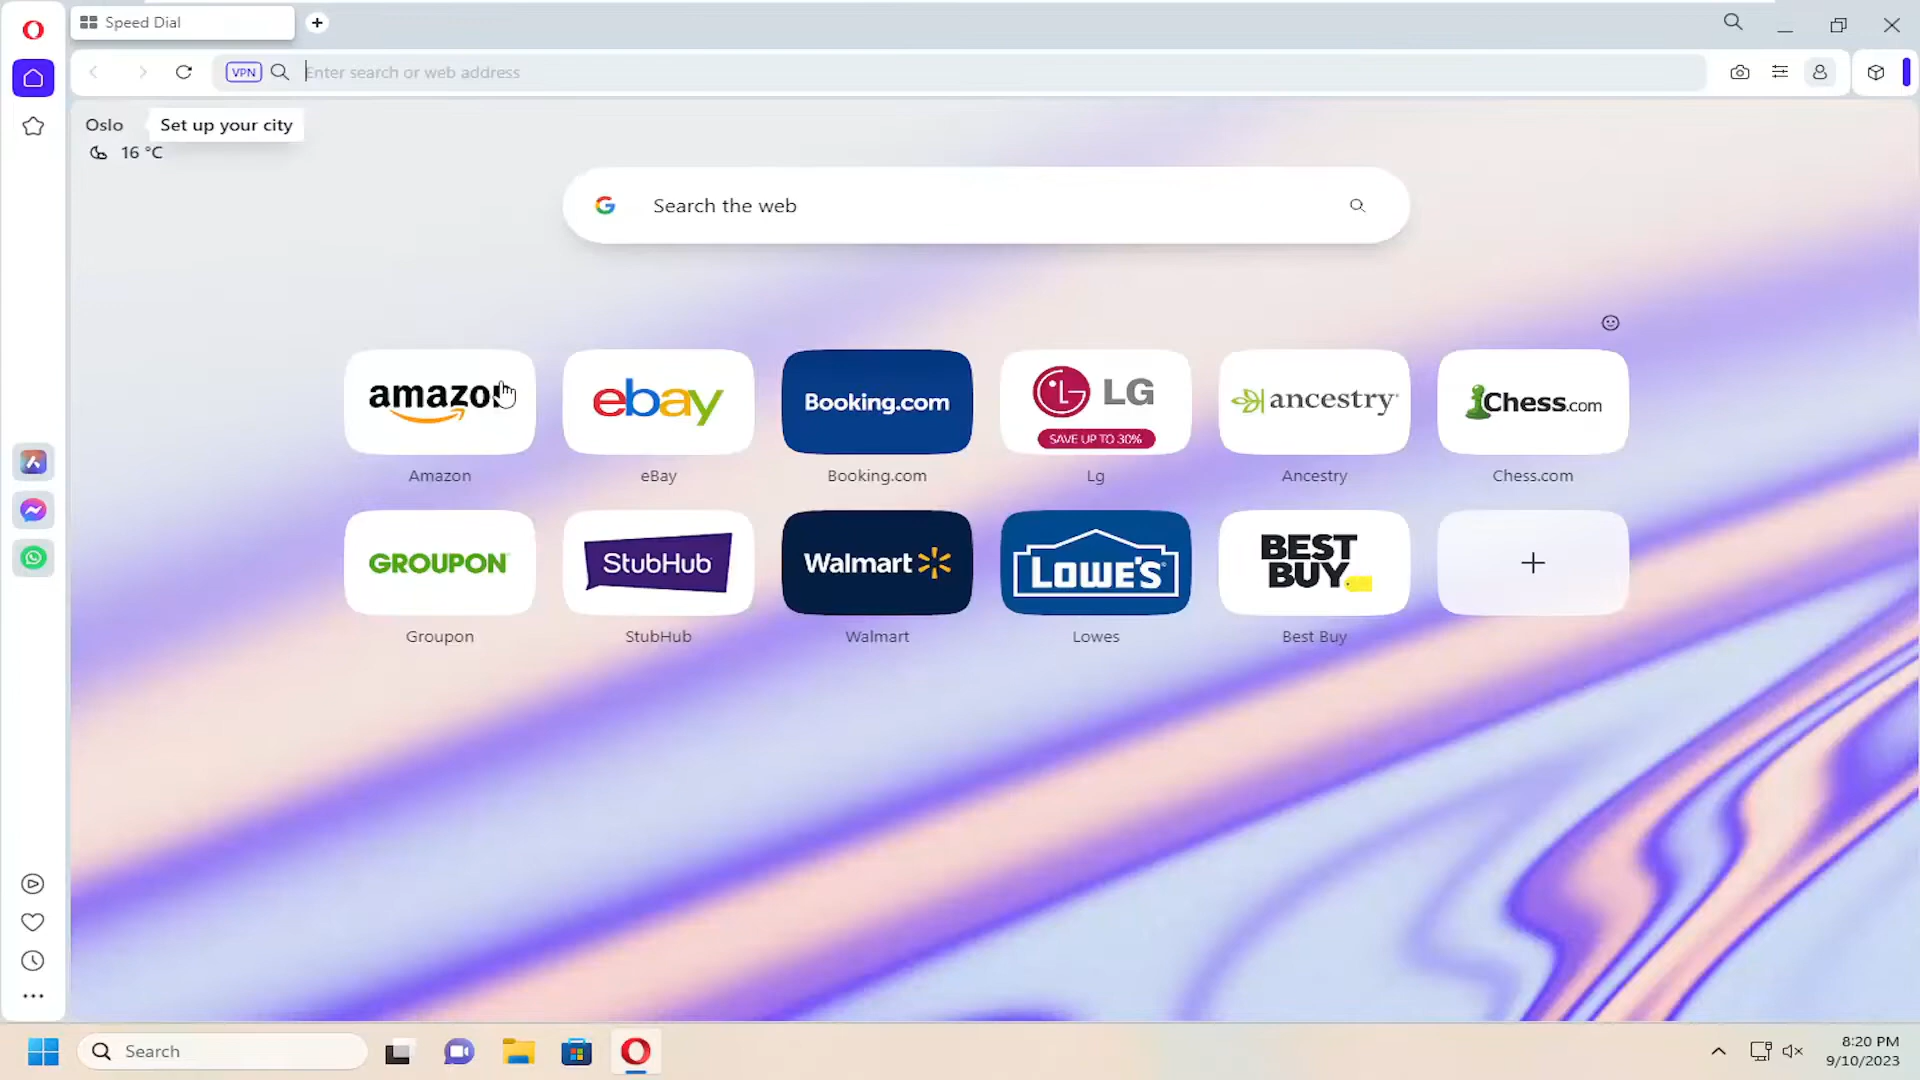 Speed Dial
VPN
Enter search or web address
Oslo
Set up your city
16 °C
Search the web
amazon
ebay
Booking.com
LG
SAVE UP TO 30%
ancestry
Chess.com
Amazon
eBay
Booking.com
Lg
Ancestry
Chess.com
GROUPON
StubHub
Walmart
LOWE'S
BEST
BUY
Groupon
StubHub
Walmart
Lowes
Best Buy
Search
8:20 PM
9/10/2023